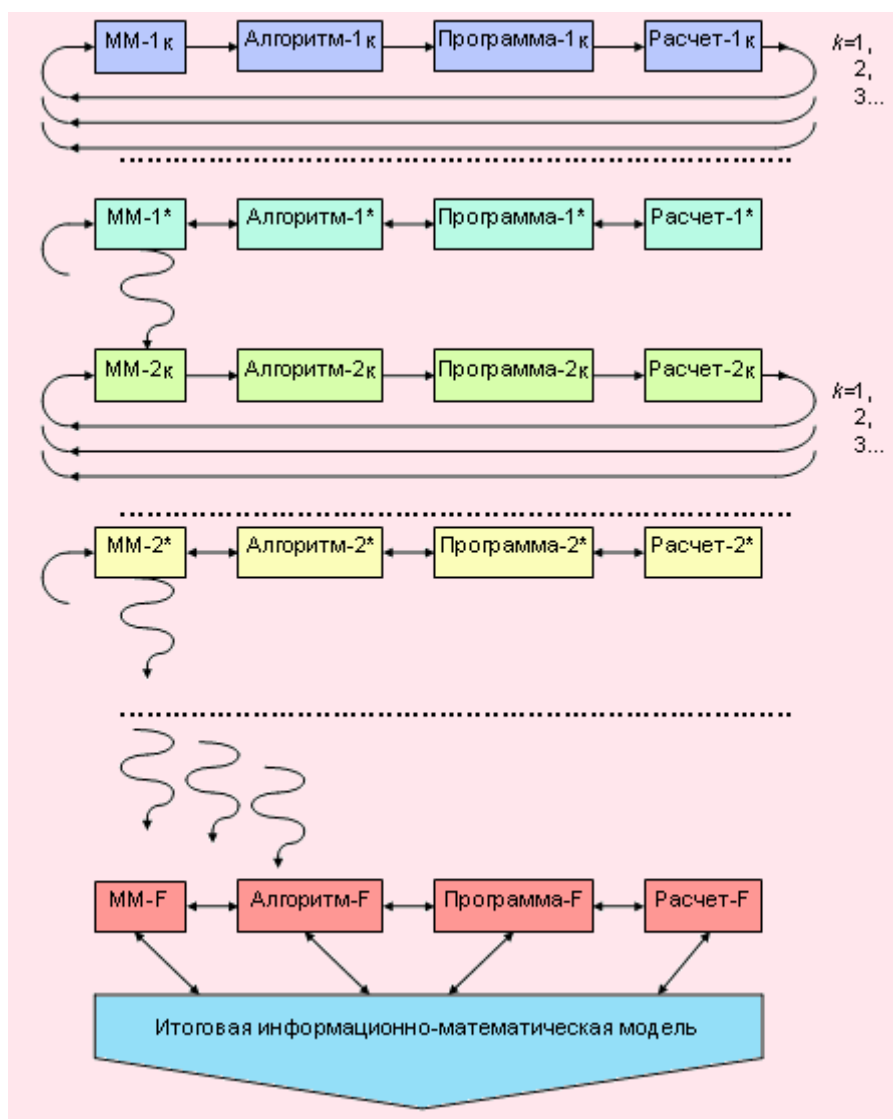 ММ-1к Алгоритм-1к Программа-1к Расчет-1к k=1,
2,
3...
ММ-1* Алгоритм-1* Программа-1* Расчет-1*
ММ-2к Алгоритм-2к Программа-2к Расчет-2к
k=1,
2,
3...
ММ-2* Алгоритм-2* Программа-2* Расчет-2*
ММ-F Алгоритм-F Программа-F Расчет-F
Итоговая информационно-математическая модель